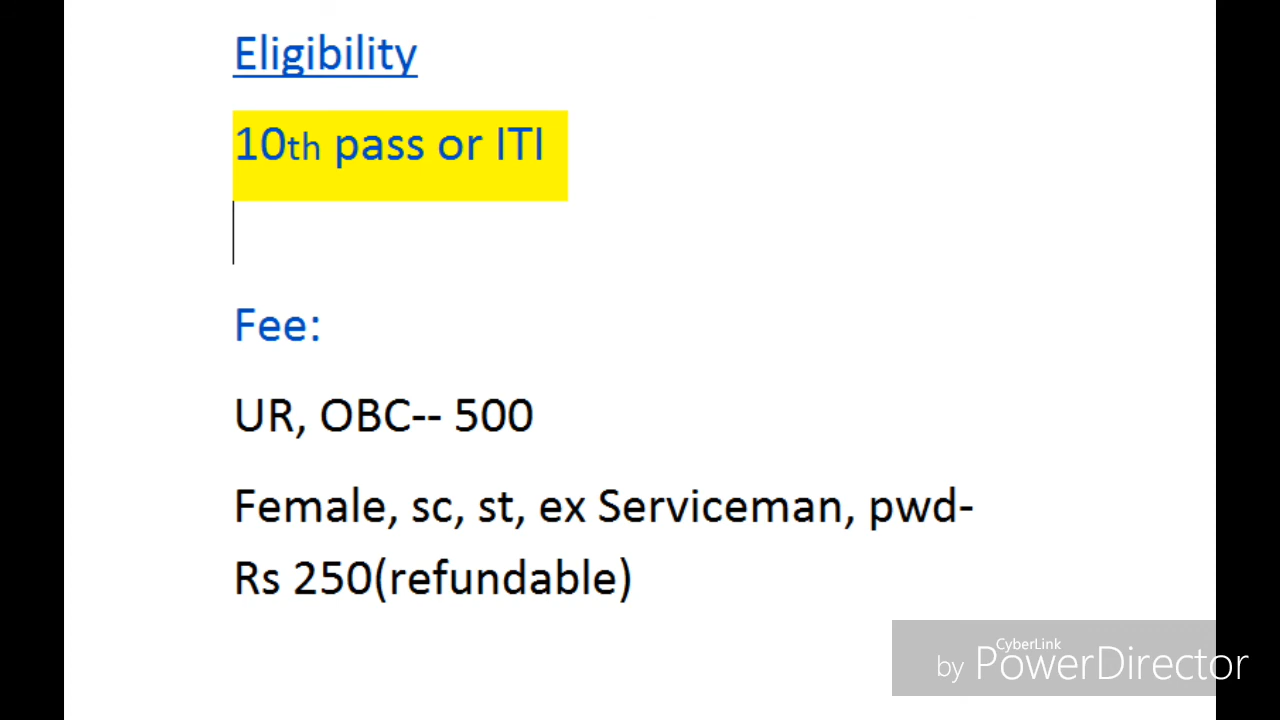 Eligibility
10th pass or ITI
Fee:
UR, OBC-- 500
Female, sc, st, ex Serviceman, pwd-
Rs 250(refundable)
CyberLink
by PowerDirector